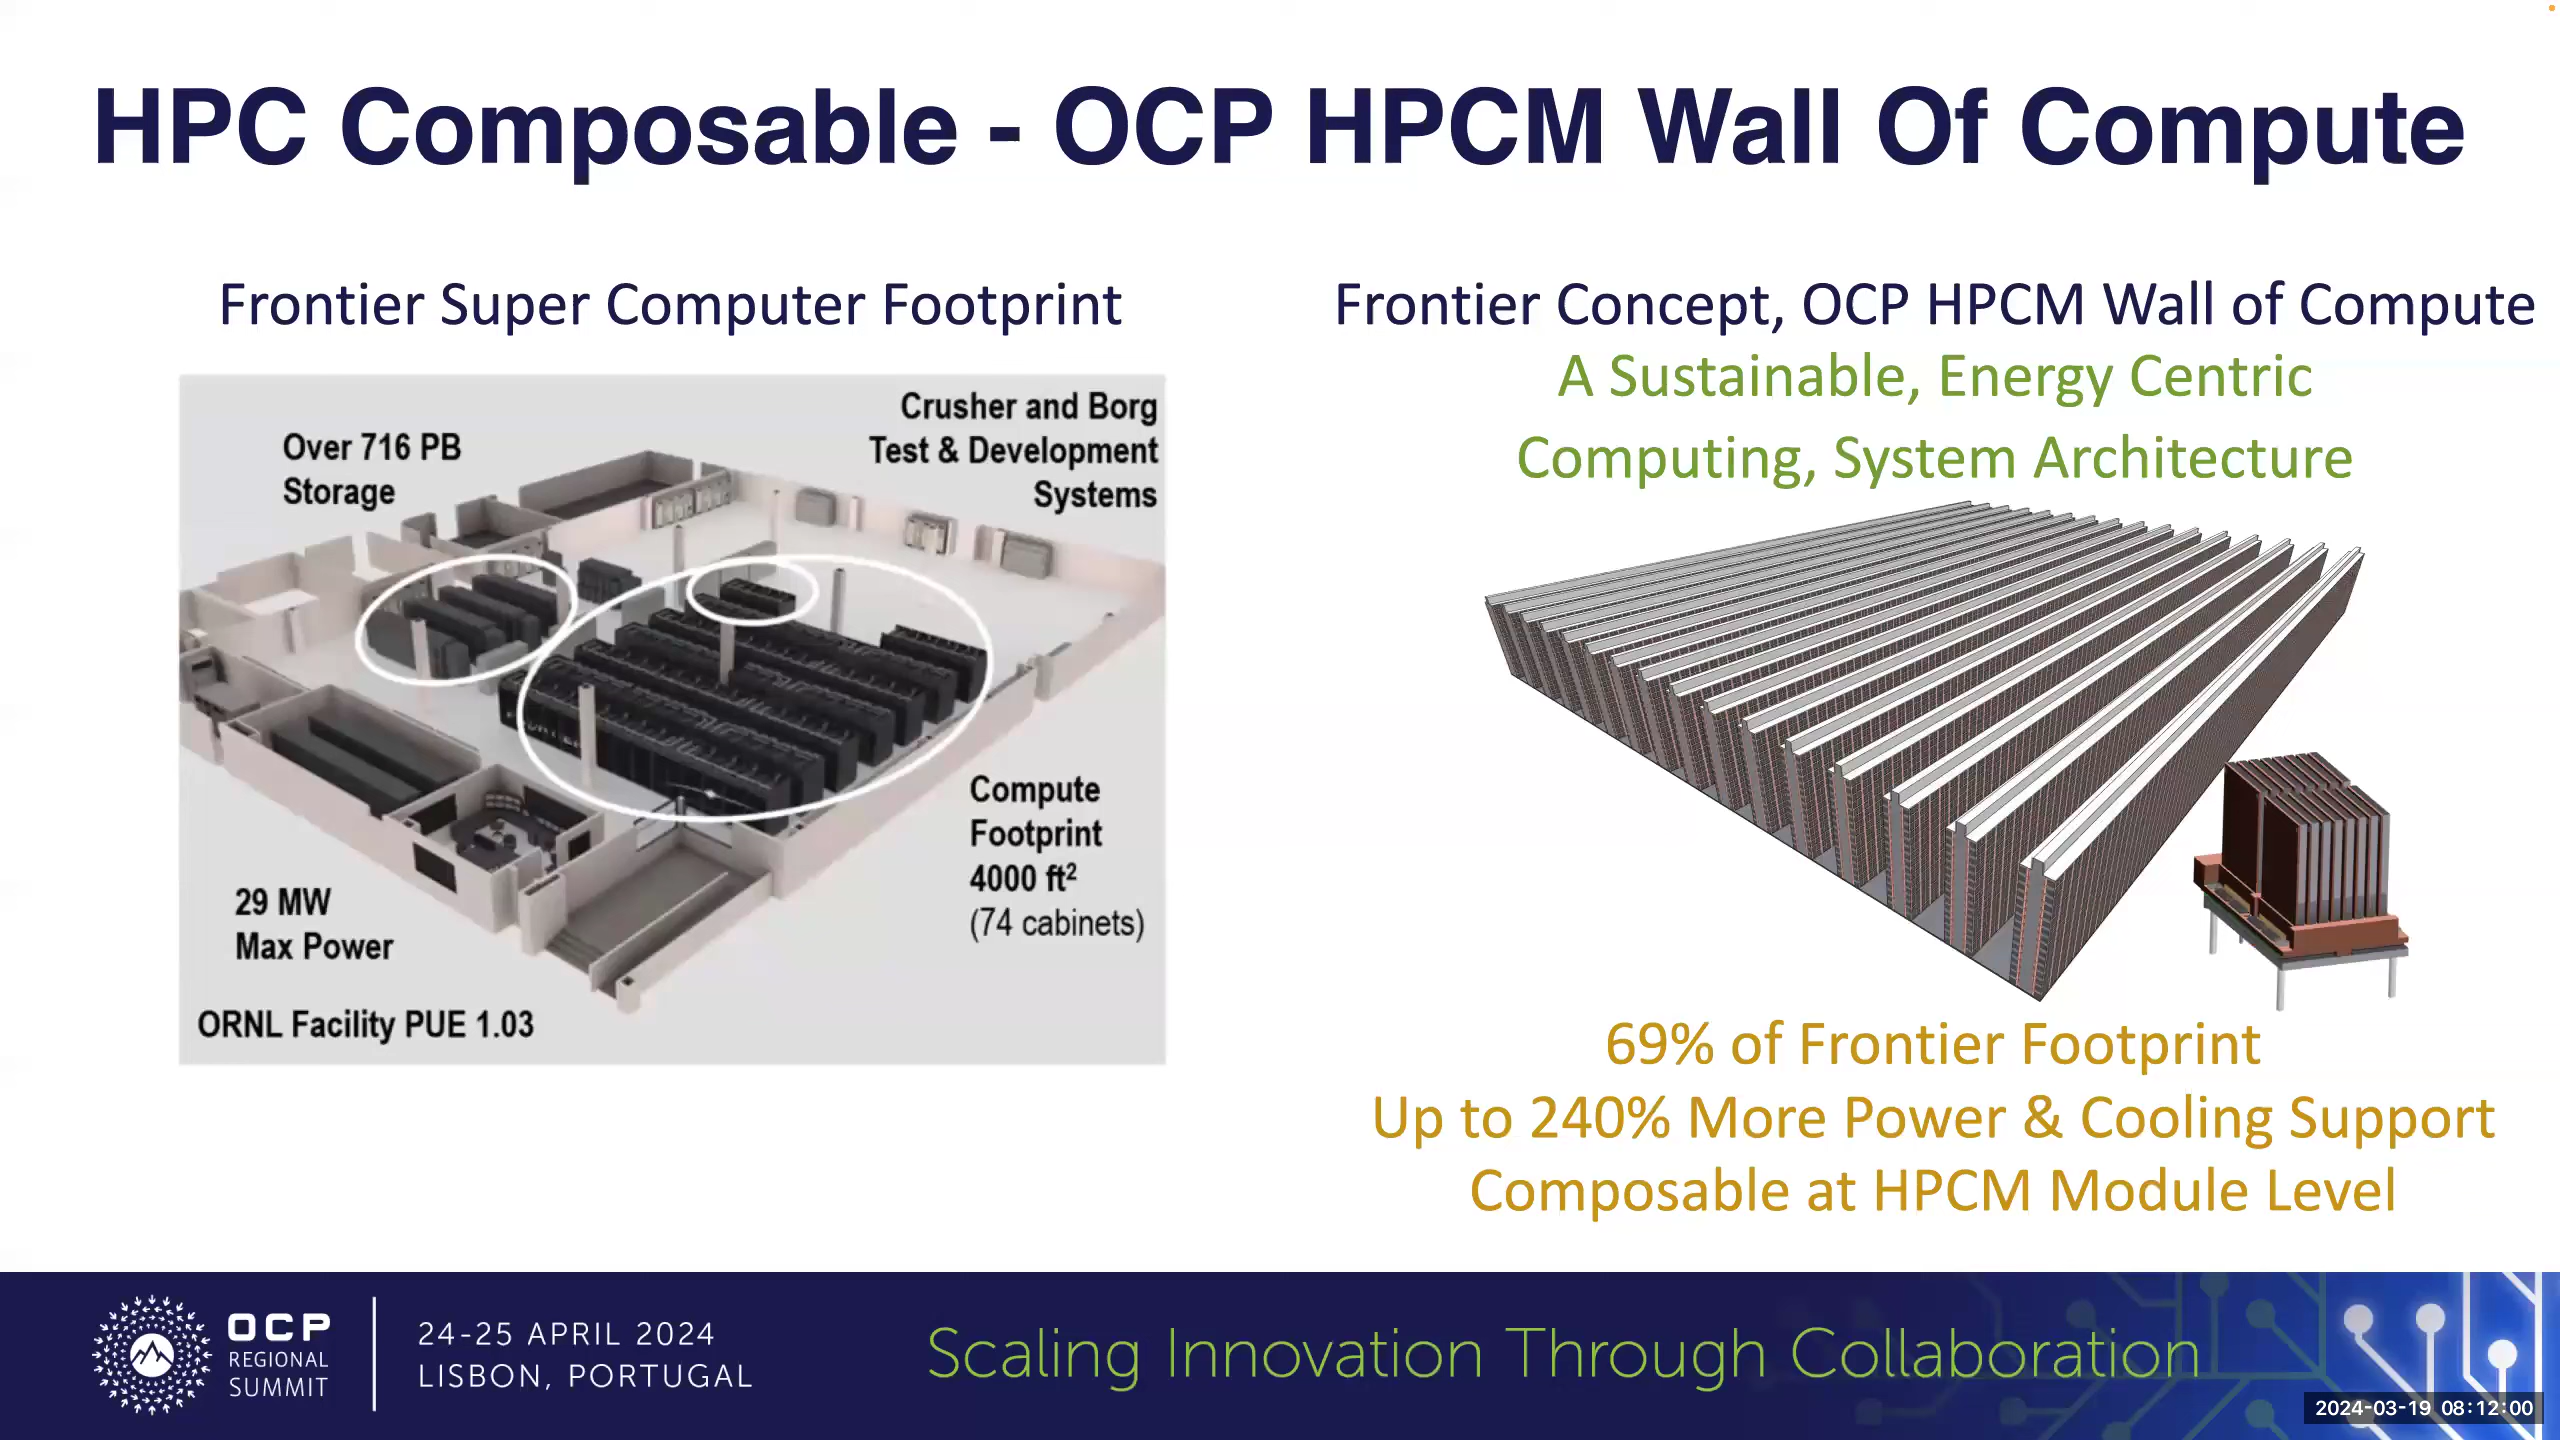 HPC Composable - OCP HPCM Wall Of Compute
Frontier Super Computer Footprint
Over 716 PB
Storage
Crusher and Borg
Test & Development
Systems
Compute
Footprint
4000 ft²
(74 cabinets)
29 MW
Max Power
ORNL Facility PUE 1.03
Frontier Concept, OCP HPCM Wall of Compute
A Sustainable, Energy Centric
Computing, System Architecture
69% of Frontier Footprint
Up to 240% More Power & Cooling Support
Composable at HPCM Module Level
OCP
REGIONAL
SUMMIT
24-25 APRIL 2024
LISBON, PORTUGAL
Scaling Innovation Through Collaboration
2024-03-19 08:12:00